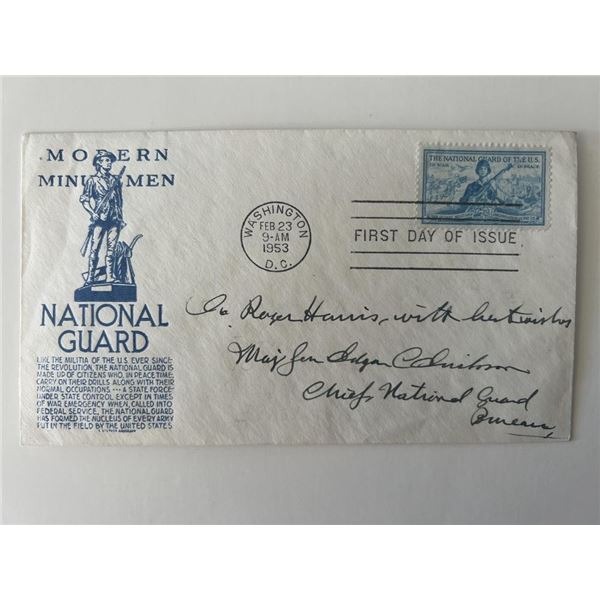 MODERN
MINUTE MEN
NATIONAL
GUARD
LIKE THE MILITIA OF THE U.S. EVER SINCE
THE REVOLUTION, THE NATIONAL GUARD IS
MADE UP OF CITIZENS WHO, IN PEACE TIME,
CARRY ON THEIR DRILLS ALONG WITH THEIR
NORMAL OCCUPATIONS --- A STATE FORCE
UNDER STATE CONTROL EXCEPT IN TIMES
OF WAR EMERGENCY WHEN, CALLED INTO
FEDERAL SERVICE, THE NATIONAL GUARD
HAS FORMED THE NUCLEUS OF EVERY ARMY
PUT IN THE FIELD BY THE UNITED STATES
WASHINGTON
FEB 23
9-AM
1953
D.C.
THE NATIONAL GUARD OF THE U.S.
IN WAR IN PEACE
FIRST DAY OF ISSUE
To Roger Harris, with best wishes
Maj Gen Edgar C Erickson
Chief National Guard
Bureau,